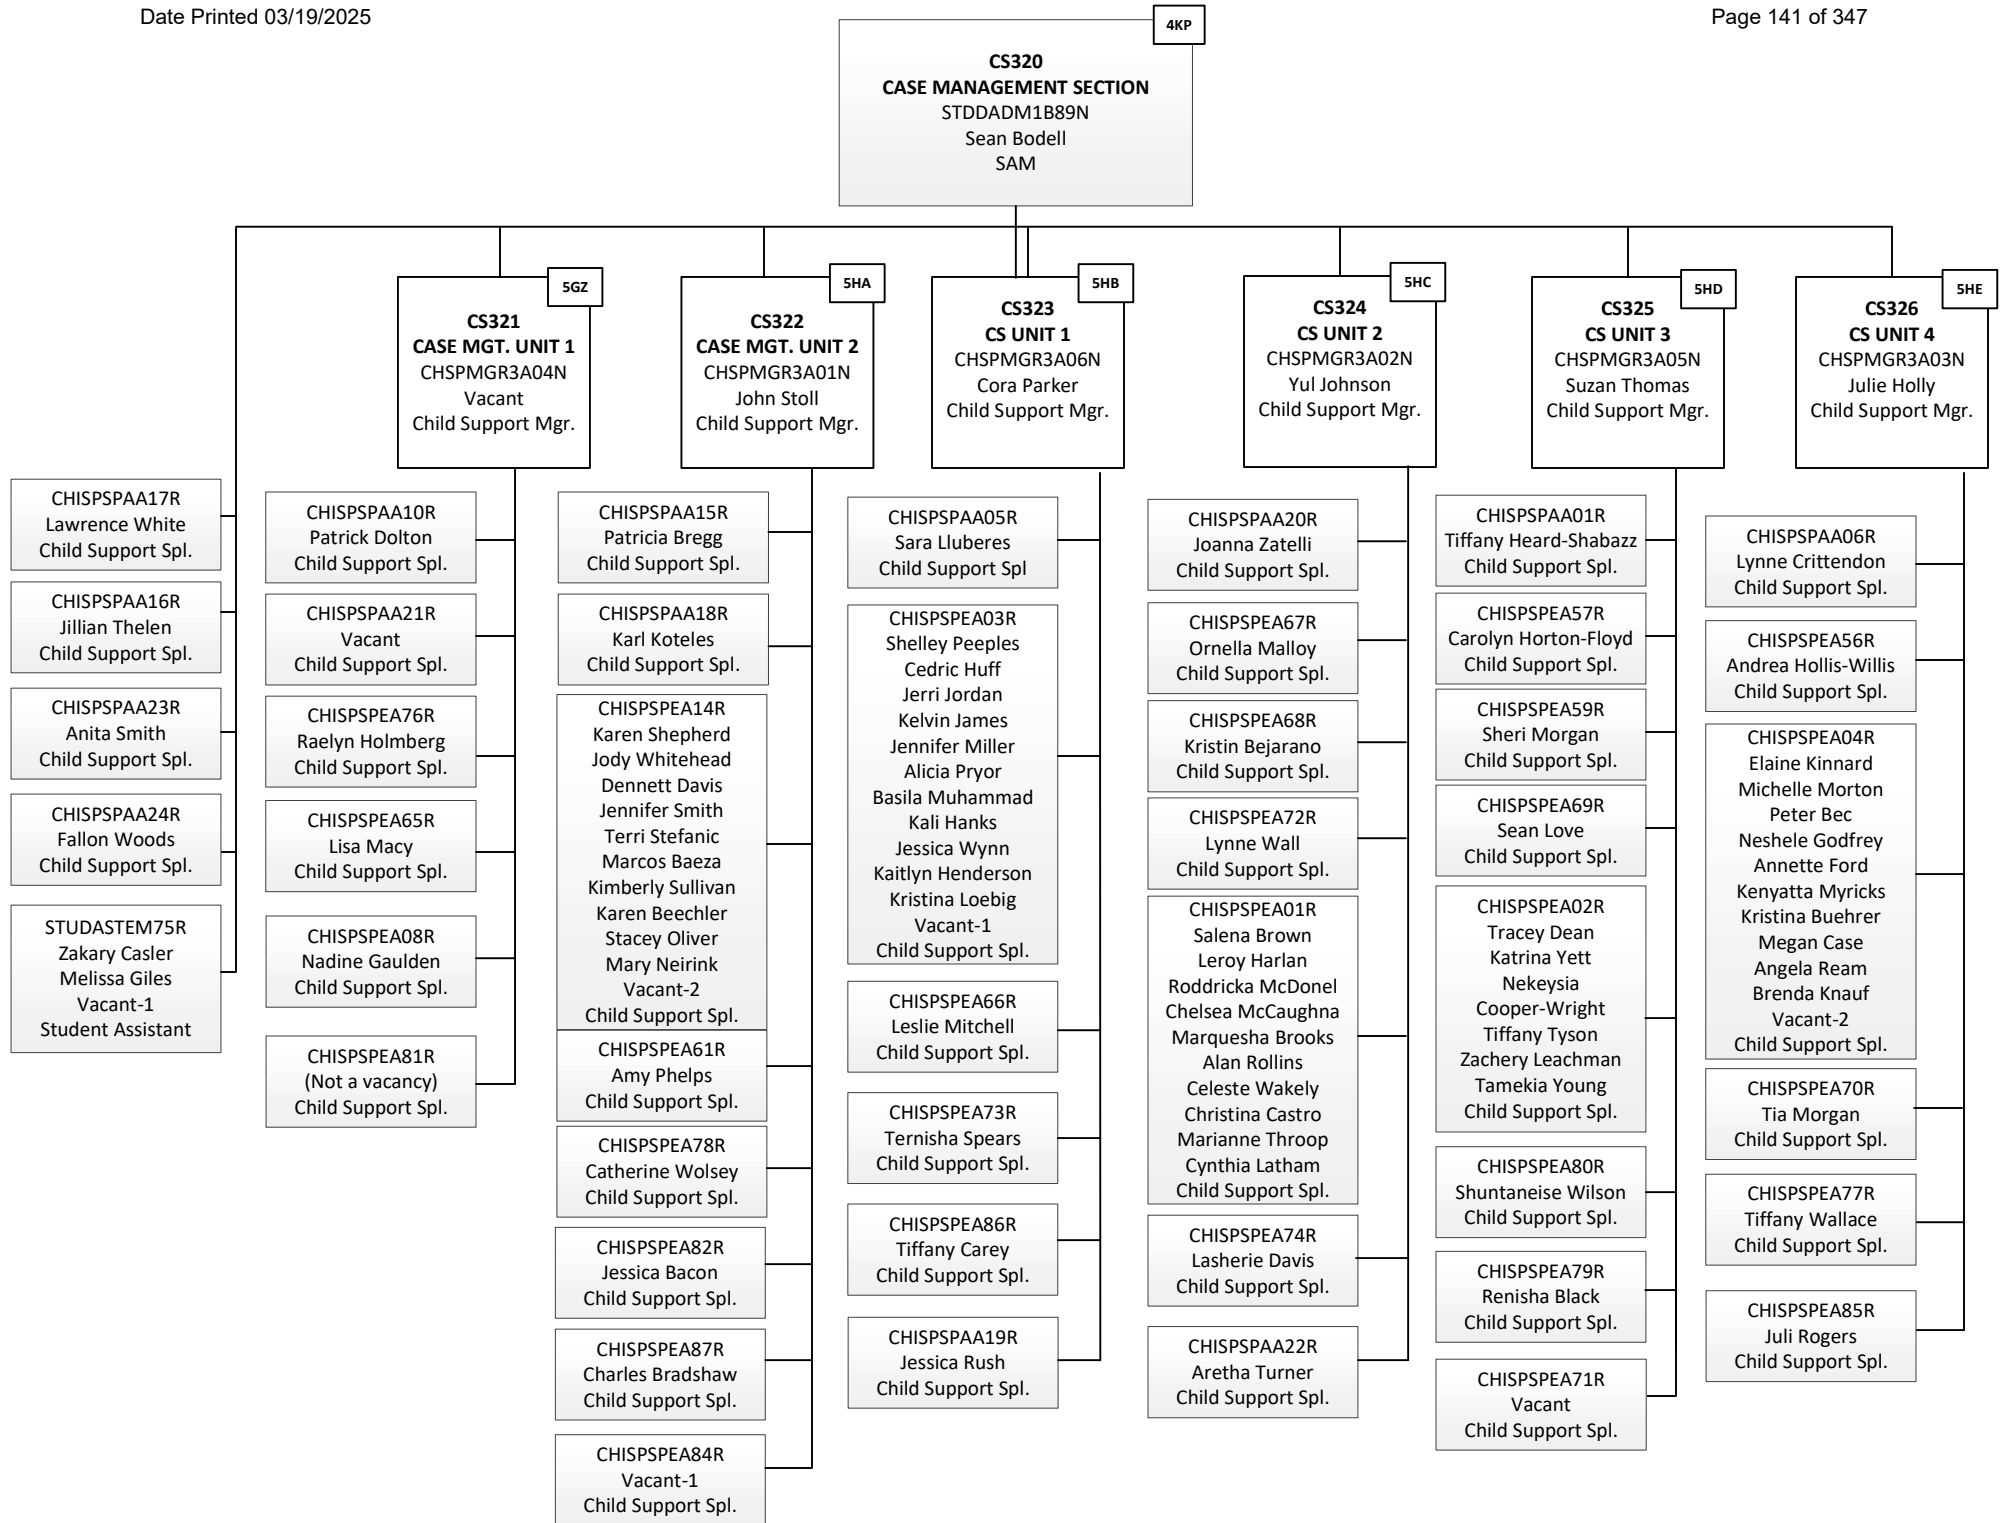 Date Printed 03/19/2025
Page 141 of 347
4KP
CS320
CASE MANAGEMENT SECTION
STDDADM1B89N
Sean Bodell
SAM
5GZ
CS321
CASE MGT. UNIT 1
CHSPMGR3A04N
Vacant
Child Support Mgr.
5HA
CS322
CASE MGT. UNIT 2
CHSPMGR3A01N
John Stoll
Child Support Mgr.
5HB
CS323
CS UNIT 1
CHSPMGR3A06N
Cora Parker
Child Support Mgr.
5HC
CS324
CS UNIT 2
CHSPMGR3A02N
Yul Johnson
Child Support Mgr.
5HD
CS325
CS UNIT 3
CHSPMGR3A05N
Suzan Thomas
Child Support Mgr.
5HE
CS326
CS UNIT 4
CHSPMGR3A03N
Julie Holly
Child Support Mgr.
CHISPSPAA17R
Lawrence White
Child Support Spl.
CHISPSPAA16R
Jillian Thelen
Child Support Spl.
CHISPSPAA23R
Anita Smith
Child Support Spl.
CHISPSPAA24R
Fallon Woods
Child Support Spl.
STUDASTEM75R
Zakary Casler
Melissa Giles
Vacant-1
Student Assistant
CHISPSPAA10R
Patrick Dolton
Child Support Spl.
CHISPSPAA21R
Vacant
Child Support Spl.
CHISPSPEA76R
Raelyn Holmberg
Child Support Spl.
CHISPSPEA65R
Lisa Macy
Child Support Spl.
CHISPSPEA08R
Nadine Gaulden
Child Support Spl.
CHISPSPEA81R
(Not a vacancy)
Child Support Spl.
CHISPSPAA15R
Patricia Bregg
Child Support Spl.
CHISPSPAA18R
Karl Koteles
Child Support Spl.
CHISPSPEA14R
Karen Shepherd
Jody Whitehead
Dennett Davis
Jennifer Smith
Terri Stefanic
Marcos Baeza
Kimberly Sullivan
Karen Beechler
Stacey Oliver
Mary Neirink
Vacant-2
Child Support Spl.
CHISPSPEA61R
Amy Phelps
Child Support Spl.
CHISPSPEA78R
Catherine Wolsey
Child Support Spl.
CHISPSPEA82R
Jessica Bacon
Child Support Spl.
CHISPSPEA87R
Charles Bradshaw
Child Support Spl.
CHISPSPEA84R
Vacant-1
Child Support Spl.
CHISPSPAA05R
Sara Lluberes
Child Support Spl
CHISPSPEA03R
Shelley Peeples
Cedric Huff
Jerri Jordan
Kelvin James
Jennifer Miller
Alicia Pryor
Basila Muhammad
Kali Hanks
Jessica Wynn
Kaitlyn Henderson
Kristina Loebig
Vacant-1
Child Support Spl.
CHISPSPEA66R
Leslie Mitchell
Child Support Spl.
CHISPSPEA73R
Ternisha Spears
Child Support Spl.
CHISPSPEA86R
Tiffany Carey
Child Support Spl.
CHISPSPAA19R
Jessica Rush
Child Support Spl.
CHISPSPAA20R
Joanna Zatelli
Child Support Spl.
CHISPSPEA67R
Ornella Malloy
Child Support Spl.
CHISPSPEA68R
Kristin Bejarano
Child Support Spl.
CHISPSPEA72R
Lynne Wall
Child Support Spl.
CHISPSPEA01R
Salena Brown
Leroy Harlan
Roddricka McDonel
Chelsea McCaughna
Marquesha Brooks
Alan Rollins
Celeste Wakely
Christina Castro
Marianne Throop
Cynthia Latham
Child Support Spl.
CHISPSPEA74R
Lasherie Davis
Child Support Spl.
CHISPSPAA22R
Aretha Turner
Child Support Spl.
CHISPSPAA01R
Tiffany Heard-Shabazz
Child Support Spl.
CHISPSPEA57R
Carolyn Horton-Floyd
Child Support Spl.
CHISPSPEA59R
Sheri Morgan
Child Support Spl.
CHISPSPEA69R
Sean Love
Child Support Spl.
CHISPSPEA02R
Tracey Dean
Katrina Yett
Nekeysia
Cooper-Wright
Tiffany Tyson
Zachery Leachman
Tamekia Young
Child Support Spl.
CHISPSPEA80R
Shuntaneise Wilson
Child Support Spl.
CHISPSPEA79R
Renisha Black
Child Support Spl.
CHISPSPEA71R
Vacant
Child Support Spl.
CHISPSPAA06R
Lynne Crittendon
Child Support Spl.
CHISPSPEA56R
Andrea Hollis-Willis
Child Support Spl.
CHISPSPEA04R
Elaine Kinnard
Michelle Morton
Peter Bec
Neshele Godfrey
Annette Ford
Kenyatta Myricks
Kristina Buehrer
Megan Case
Angela Ream
Brenda Knauf
Vacant-2
Child Support Spl.
CHISPSPEA70R
Tia Morgan
Child Support Spl.
CHISPSPEA77R
Tiffany Wallace
Child Support Spl.
CHISPSPEA85R
Juli Rogers
Child Support Spl.